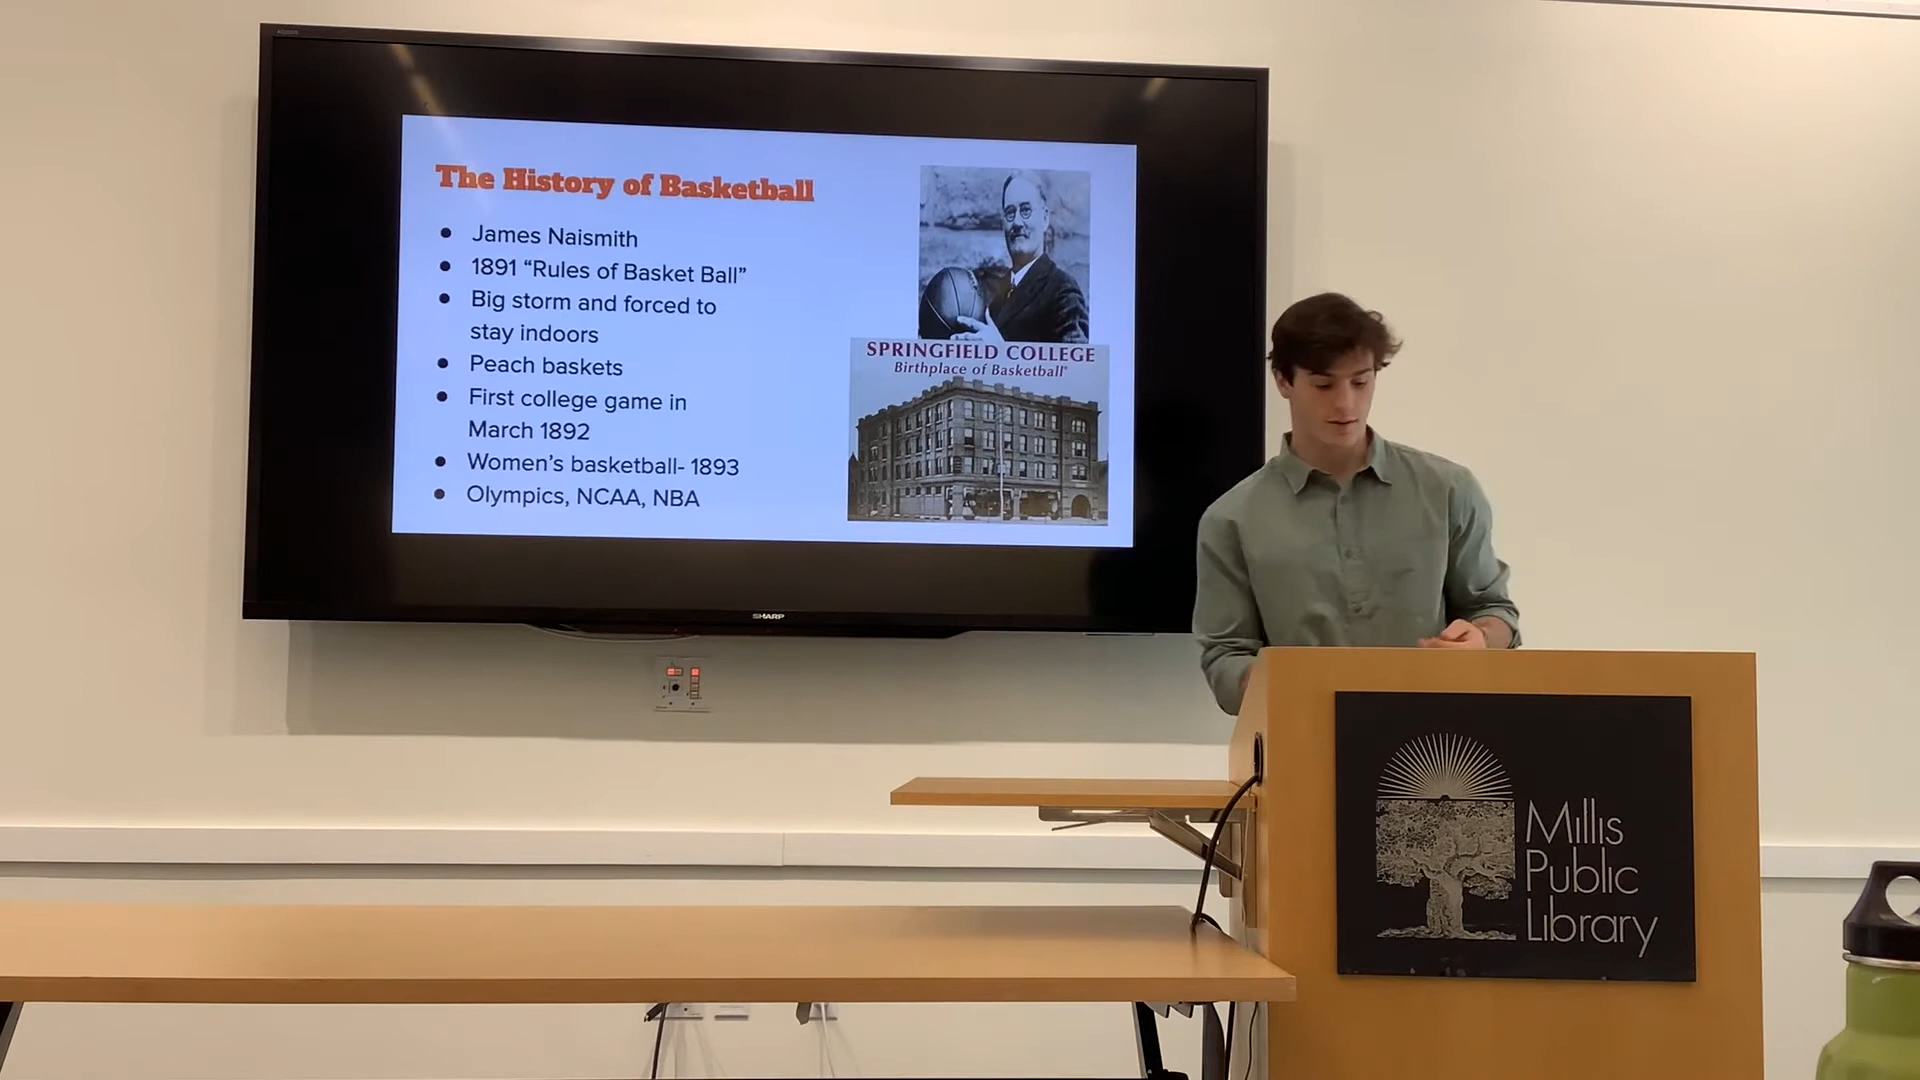 The History of Basketball
● James Naismith
● 1891 “Rules of Basket Ball”
● Big storm and forced to
stay indoors
● Peach baskets
● First college game in
March 1892
● Women’s basketball- 1893
● Olympics, NCAA, NBA
SPRINGFIELD COLLEGE
Birthplace of Basketball®
SHARP
Millis
Public
Library